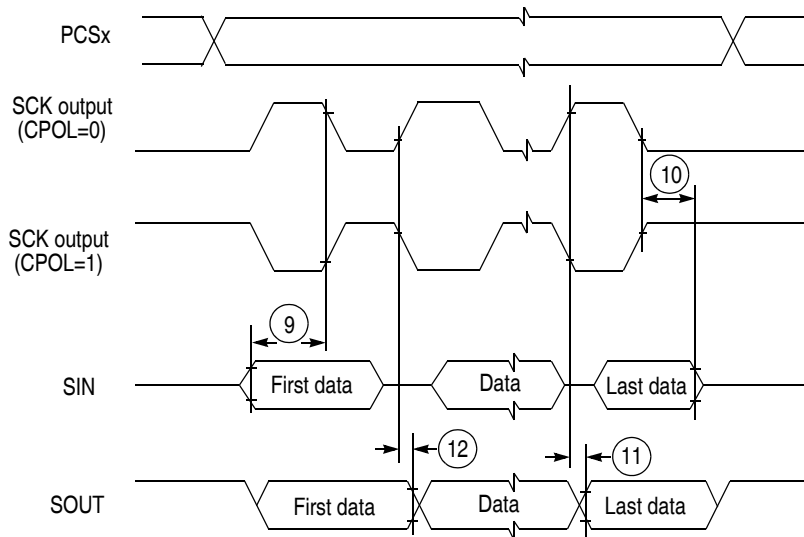 PCSx
SCK output
(CPOL=0)
10
SCK output
(CPOL=1)
9
SIN
First data
Data
Last data
12
11
SOUT
First data
Data
Last data